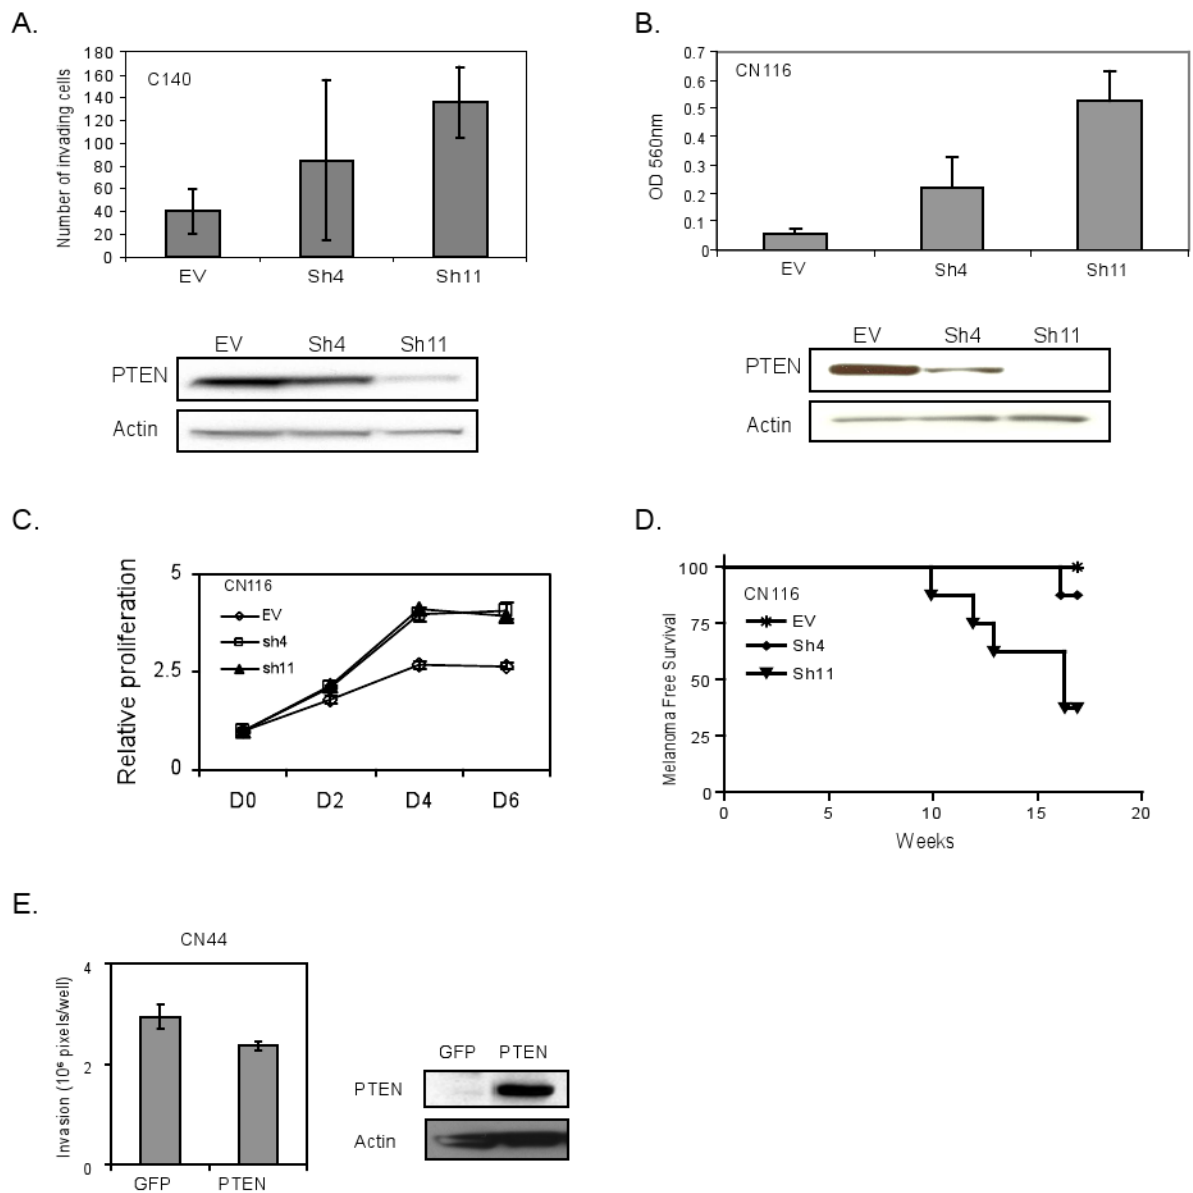 A.
Number of invading cells
180
160
140
120
100
80
60
40
20
0
C140
EV Sh4 Sh11
EV Sh4 Sh11
PTEN
Actin
B.
OD 560nm
0.7
0.6
0.5
0.4
0.3
0.2
0.1
0
CN116
EV Sh4 Sh11
EV Sh4 Sh11
PTEN
Actin
C.
Relative proliferation
5
2.5
0
CN116
EV
sh4
sh11
D0 D2 D4 D6
D.
Melanoma Free Survival
100
75
50
25
0
CN116
EV
Sh4
Sh11
0 5 10 15 20
Weeks
E.
CN44
Invasion (10⁶ pixels/well)
4
2
0
GFP PTEN
GFP PTEN
PTEN
Actin